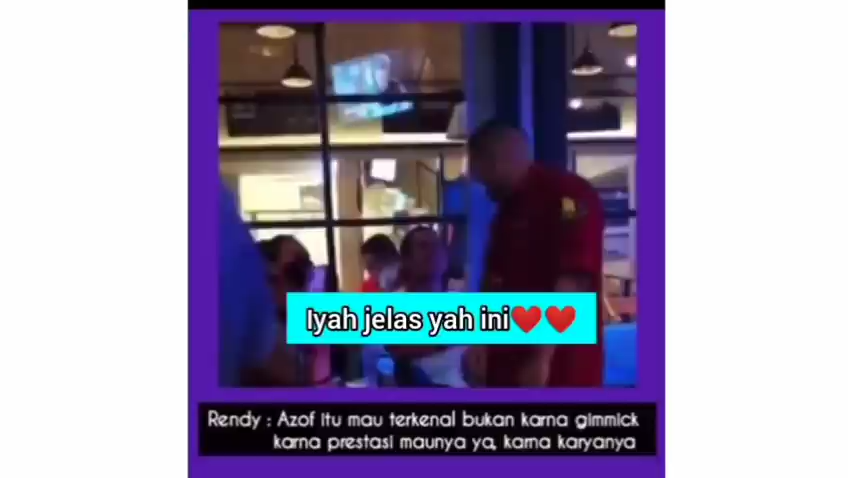 Iyah jelas yah ini❤️❤️
Rendy : Azof itu mau terkenal bukan karna gimmick
karna prestasi maunya ya, karna karyanya